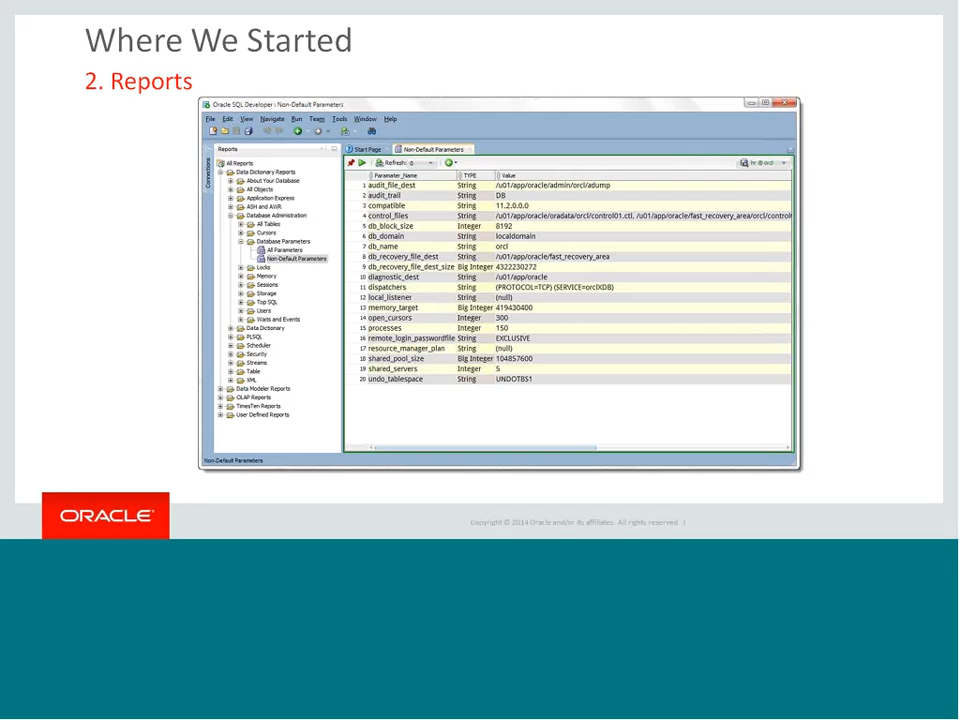 Where We Started
2. Reports
Oracle SQL Developer : Non-Default Parameters
File Edit View Navigate Run Team Tools Window Help
Reports
Start Page
Non-Default Parameters
Connections
Refresh: 0
hr @ orcl
All Reports
Data Dictionary Reports
About Your Database
All Objects
Application Express
ASH and AWR
Database Administration
All Tables
Cursors
Database Parameters
All Parameters
Non-Default Parameters
Locks
Memory
Sessions
Storage
Top SQL
Users
Waits and Events
Data Dictionary
PLSQL
Scheduler
Security
Streams
Table
XML
Data Modeler Reports
OLAP Reports
TimesTen Reports
User Defined Reports
Parameter_Name TYPE Value
1 audit_file_dest String /u01/app/oracle/admin/orcl/adump
2 audit_trail String DB
3 compatible String 11.2.0.0.0
4 control_files String /u01/app/oracle/oradata/orcl/control01.ctl, /u01/app/oracle/fast_recovery_area/orcl/control
5 db_block_size Integer 8192
6 db_domain String localdomain
7 db_name String orcl
8 db_recovery_file_dest String /u01/app/oracle/fast_recovery_area
9 db_recovery_file_dest_size Big Integer 4322230272
10 diagnostic_dest String /u01/app/oracle
11 dispatchers String (PROTOCOL=TCP) (SERVICE=orclXDB)
12 local_listener String (null)
13 memory_target Big Integer 419430400
14 open_cursors Integer 300
15 processes Integer 150
16 remote_login_passwordfile String EXCLUSIVE
17 resource_manager_plan String (null)
18 shared_pool_size Big Integer 104857600
19 shared_servers Integer 5
20 undo_tablespace String UNDOTBS1
Non-Default Parameters
ORACLE
Copyright © 2014 Oracle and/or its affiliates. All rights reserved. |